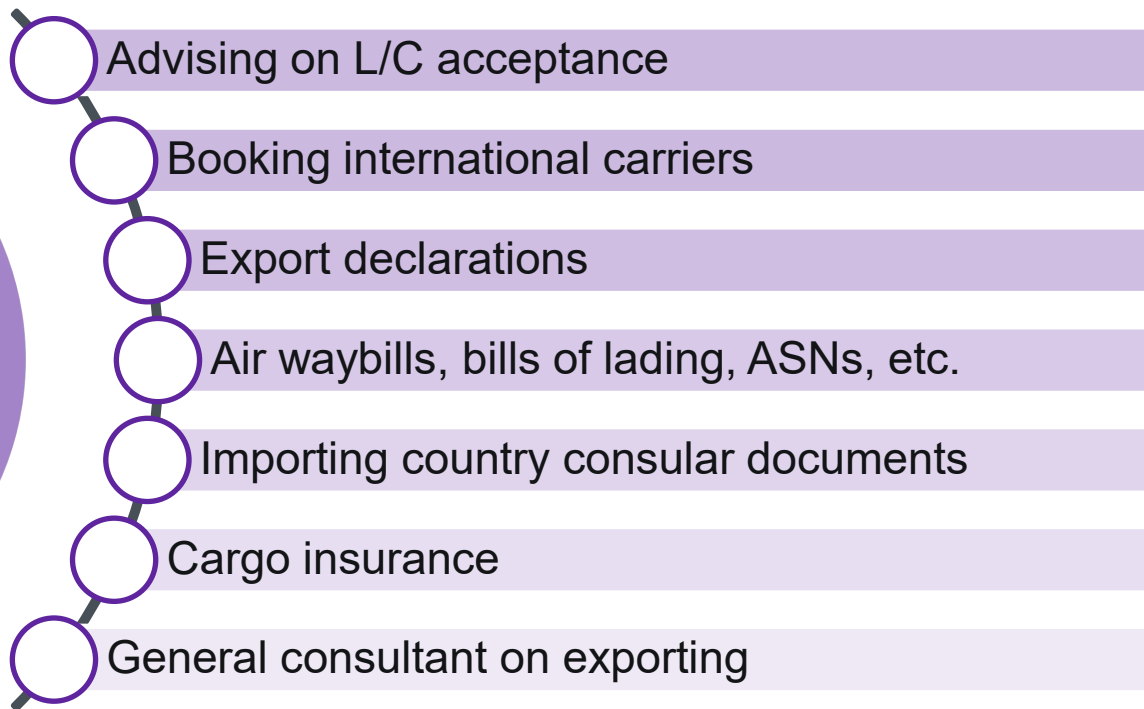 Advising on L/C acceptance
Booking international carriers
Export declarations
Air waybills, bills of lading, ASNs, etc.
Importing country consular documents
Cargo insurance
General consultant on exporting